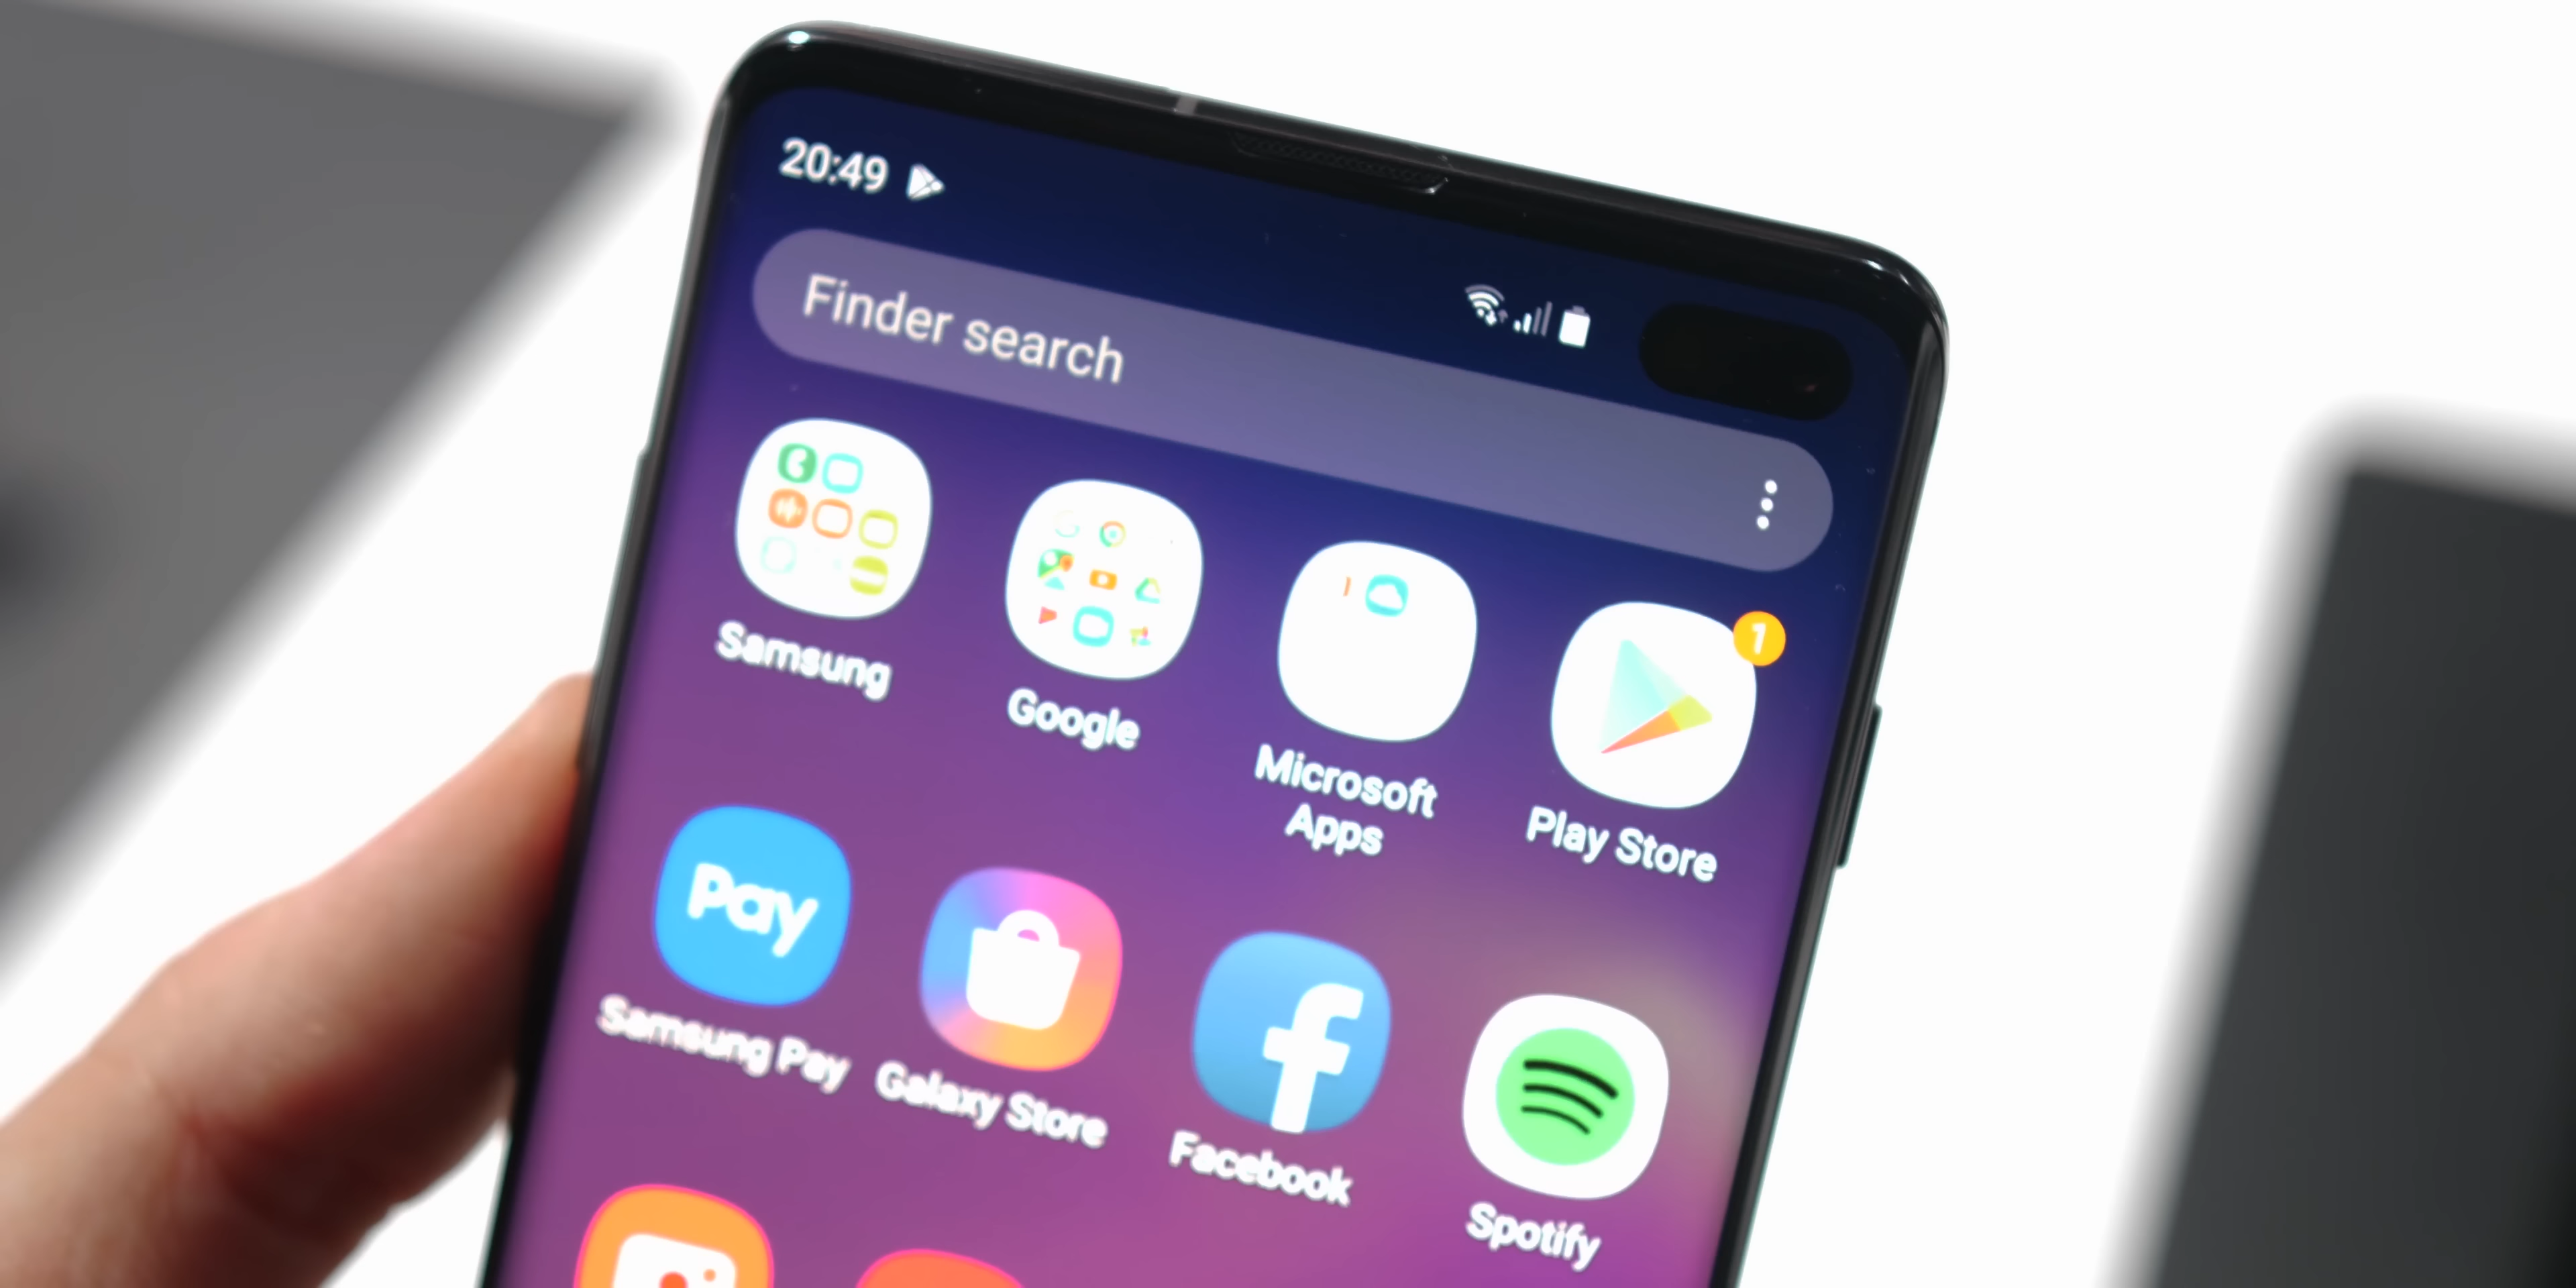 20:49
Finder search
Samsung
Google
Microsoft
Apps
Play Store
1
Pay
Samsung Pay
Galaxy Store
Facebook
Spotify